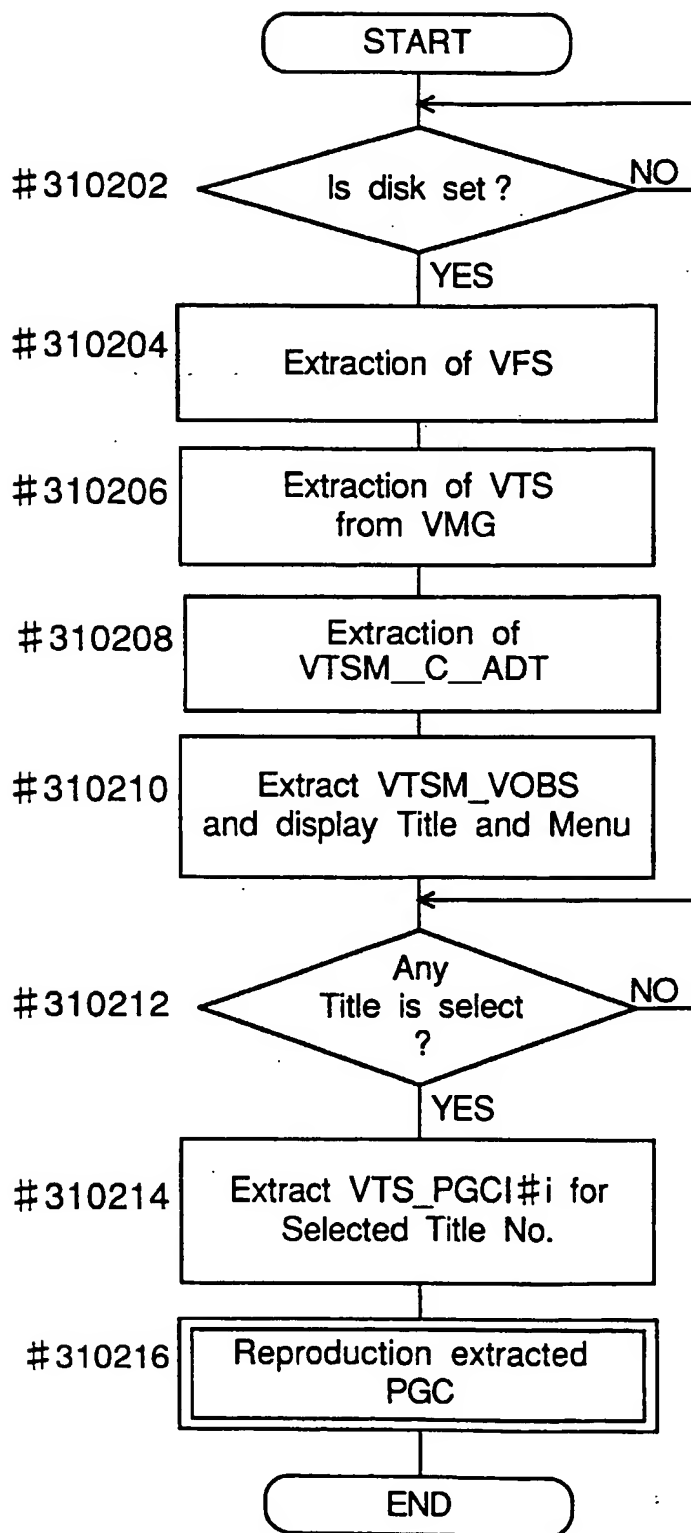 START
#310202
Is disk set ?
NO
YES
#310204
Extraction of VFS
#310206
Extraction of VTS
from VMG
#310208
Extraction of
VTSM__C__ADT
#310210
Extract VTSM_VOBS
and display Title and Menu
#310212
Any
Title is select
?
NO
YES
#310214
Extract VTS_PGCI#i for
Selected Title No.
#310216
Reproduction extracted
PGC
END